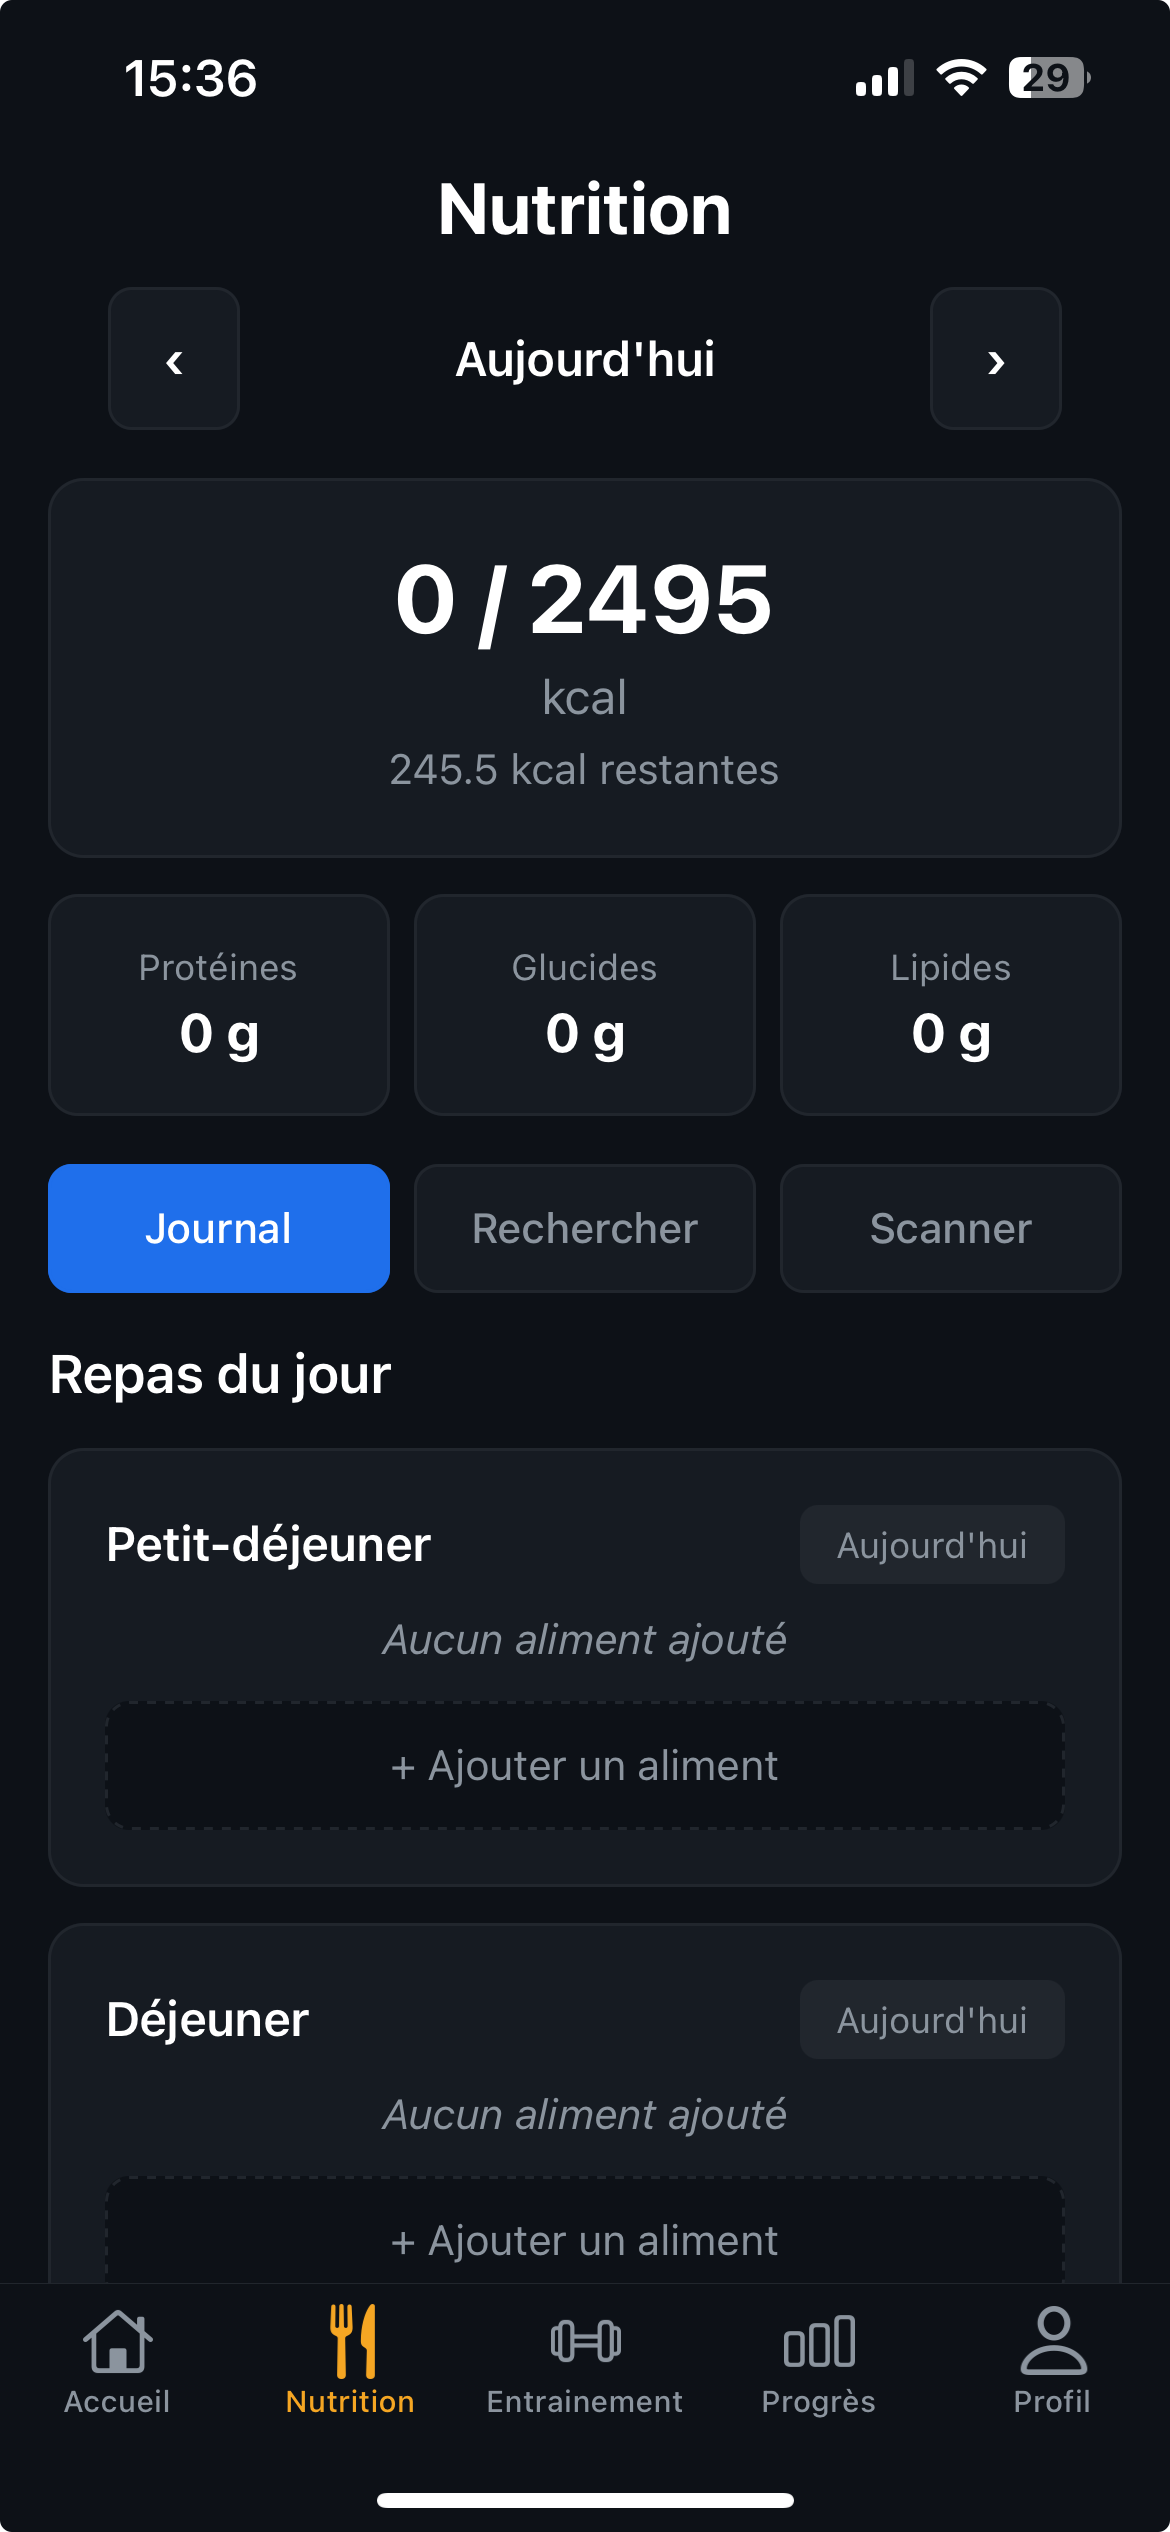 15:36
29
Nutrition
‹
Aujourd'hui
›
0 / 2495
kcal
245.5 kcal restantes
Protéines
0 g
Glucides
0 g
Lipides
0 g
Journal
Rechercher
Scanner
Repas du jour
Petit-déjeuner
Aujourd'hui
Aucun aliment ajouté
+ Ajouter un aliment
Déjeuner
Aujourd'hui
Aucun aliment ajouté
+ Ajouter un aliment
Accueil
Nutrition
Entrainement
Progrès
Profil